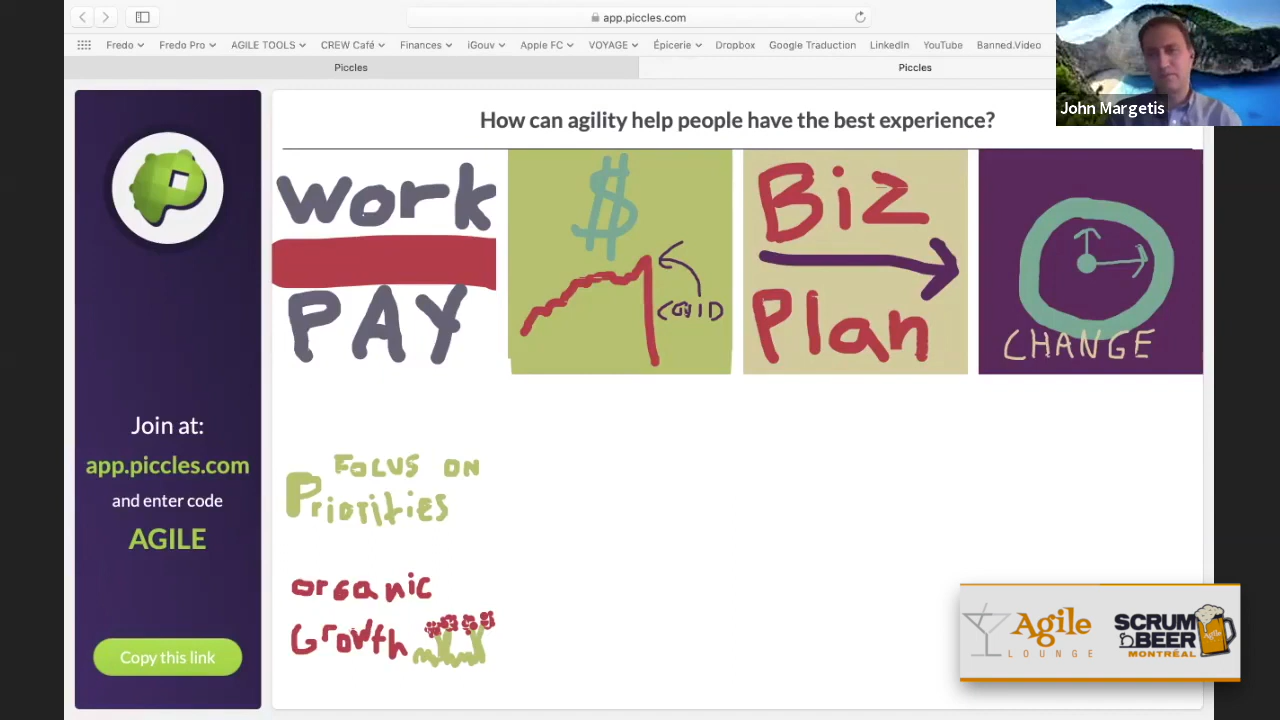 app.piccles.com
Fredo
Fredo Pro
AGILE TOOLS
CREW Café
Finances
iGouv
Apple FC
VOYAGE
Épicerie
Dropbox
Google Traduction
LinkedIn
YouTube
Banned.Video
Piccles
Piccles
John Margetis
How can agility help people have the best experience?
Work
PAY
$
COVID
Biz
Plan
CHANGE
Focus on
Priorities
organic
Growth
Join at:
app.piccles.com
and enter code
AGILE
Copy this link
Agile
LOUNGE
SCRUM
& BEER
MONTRÉAL
Agile